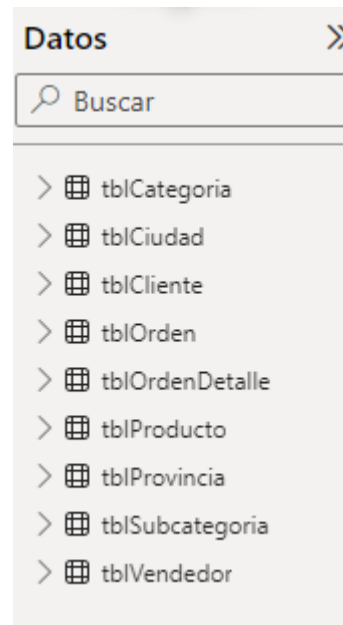 Datos
Buscar
tblCategoria
tblCiudad
tblCliente
tblOrden
tblOrdenDetalle
tblProducto
tblProvincia
tblSubcategoria
tblVendedor